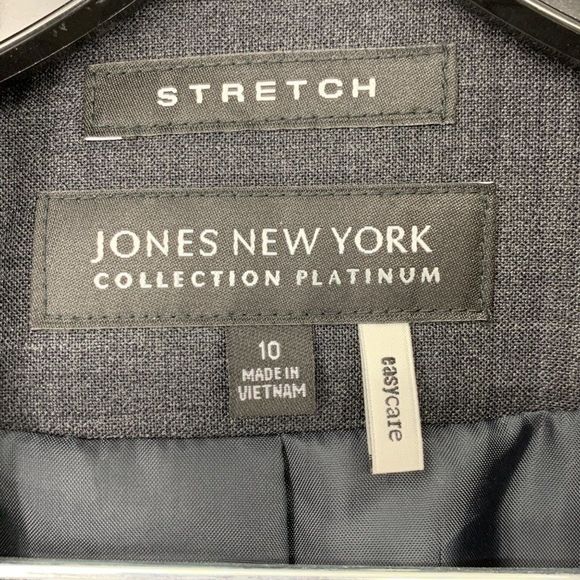 STRETCH
JONES NEW YORK
COLLECTION PLATINUM
10
MADE IN
VIETNAM
easycare